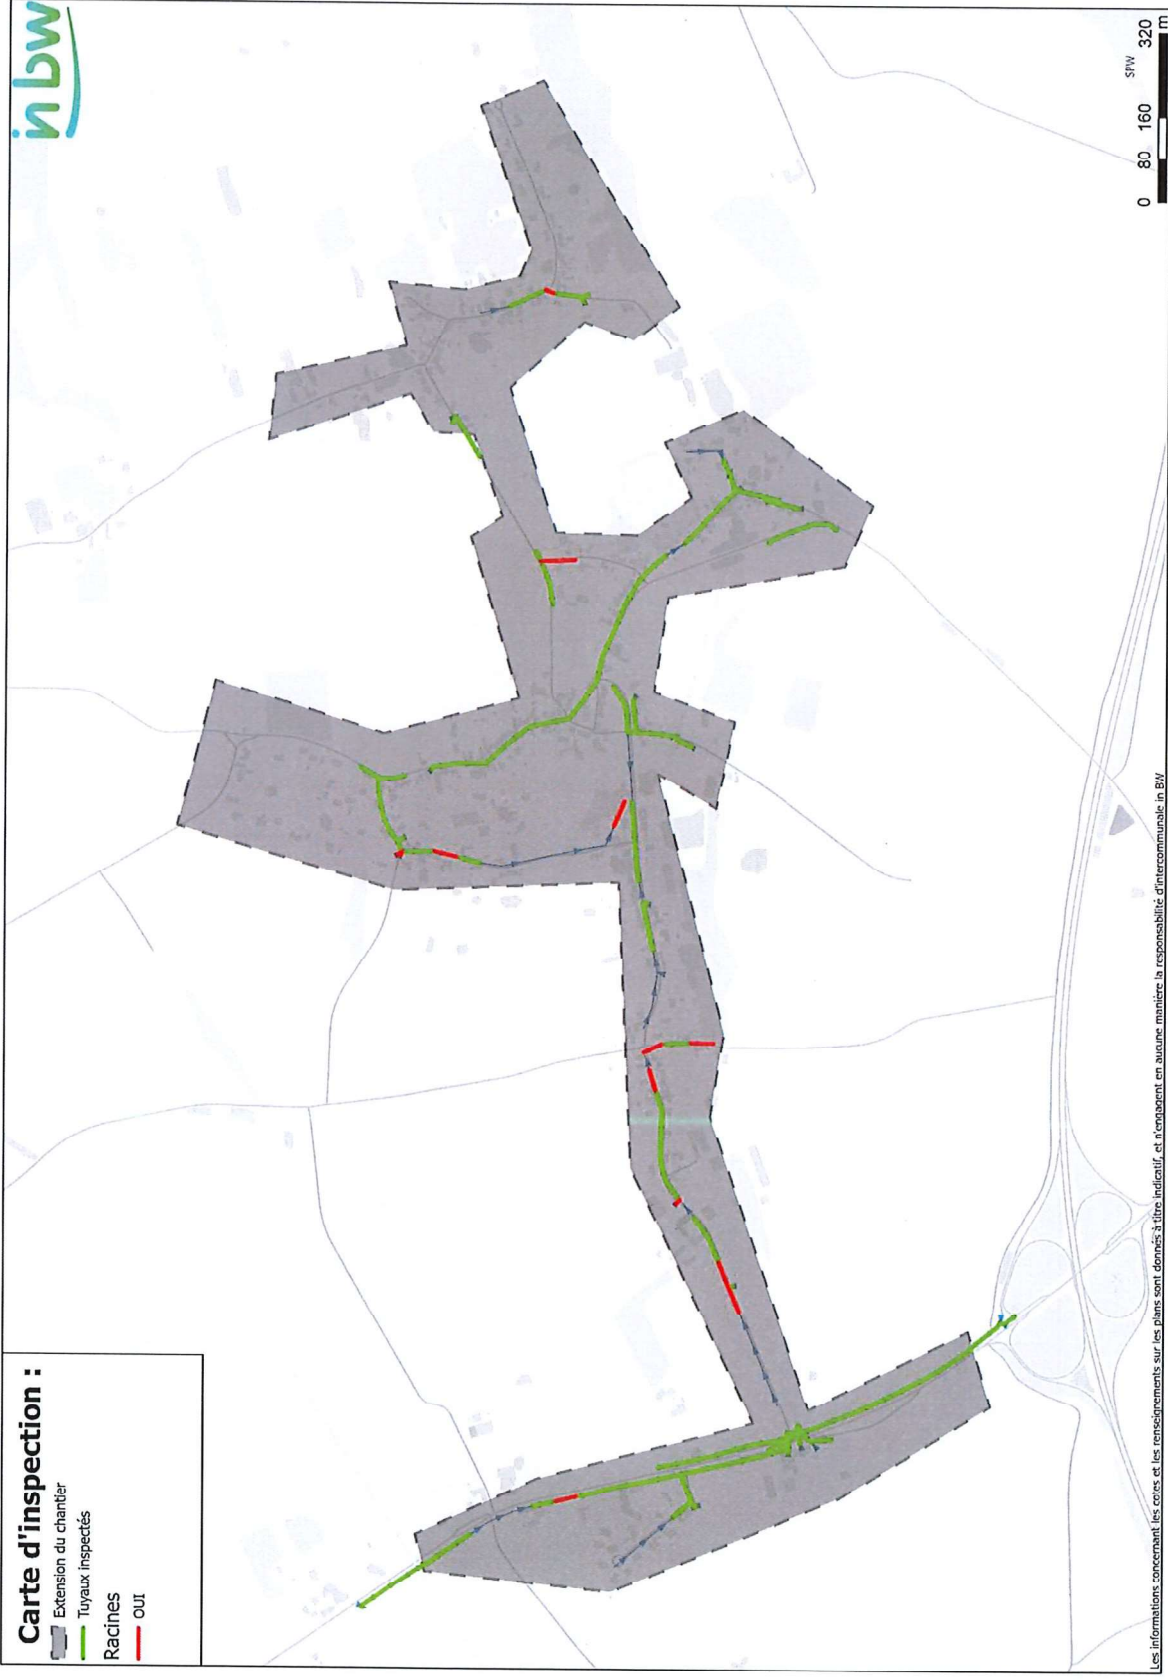 Carte d'inspection :
Extension du chantier
Tuyaux inspectés
Racines
OUI
in bw
SPW
0 80 160 320
m
Les informations concernant les cotes et les renseignements sur les plans sont donnés à titre indicatif, et n'engagent en aucune manière la responsabilité d'intercommunale in BW